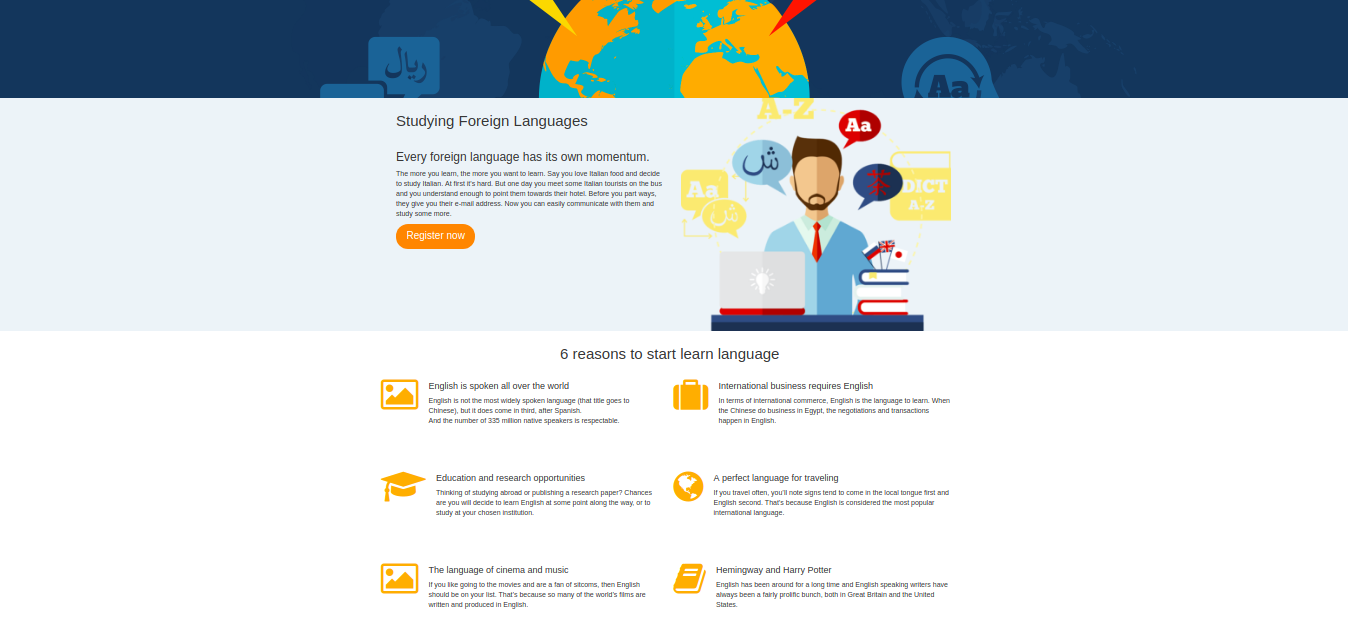 ريال
Aa
A-Z
Aa
ش
Aa
茶
DICT
A-Z
ش
Studying Foreign Languages
Every foreign language has its own momentum.
The more you learn, the more you want to learn. Say you love Italian food and decide
to study Italian. At first it's hard. But one day you meet some Italian tourists on the bus
and you understand enough to point them towards their hotel. Before you part ways,
they give you their e-mail address. Now you can easily communicate with them and
study some more.
Register now
6 reasons to start learn language
English is spoken all over the world
English is not the most widely spoken language (that title goes to
Chinese), but it does come in third, after Spanish.
And the number of 335 million native speakers is respectable.
International business requires English
In terms of international commerce, English is the language to learn. When
the Chinese do business in Egypt, the negotiations and transactions
happen in English.
Education and research opportunities
Thinking of studying abroad or publishing a research paper? Chances
are you will decide to learn English at some point along the way, or to
study at your chosen institution.
A perfect language for traveling
If you travel often, you'll note signs tend to come in the local tongue first and
English second. That's because English is considered the most popular
international language.
The language of cinema and music
If you like going to the movies and are a fan of sitcoms, then English
should be on your list. That's because so many of the world's films are
written and produced in English.
Hemingway and Harry Potter
English has been around for a long time and English speaking writers have
always been a fairly prolific bunch, both in Great Britain and the United
States.